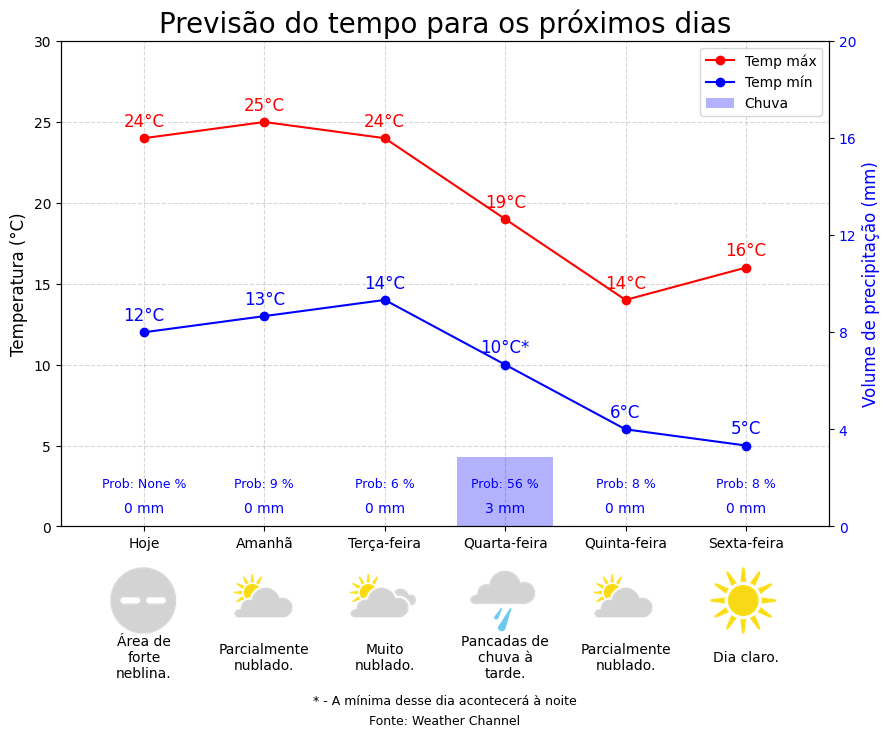 Previsão do tempo para os próximos dias
30
25
20
15
10
5
0
Temperatura (°C)
20
16
12
8
4
0
Volume de precipitação (mm)
Temp máx
Temp mín
Chuva
24°C
25°C
24°C
19°C
14°C
16°C
12°C
13°C
14°C
10°C*
6°C
5°C
Prob: None %
Prob: 9 %
Prob: 6 %
Prob: 56 %
Prob: 8 %
Prob: 8 %
0 mm
0 mm
0 mm
3 mm
0 mm
0 mm
Hoje
Amanhã
Terça-feira
Quarta-feira
Quinta-feira
Sexta-feira
Área de
forte
neblina.
Parcialmente
nublado.
Muito
nublado.
Pancadas de
chuva à
tarde.
Parcialmente
nublado.
Dia claro.
* - A mínima desse dia acontecerá à noite
Fonte: Weather Channel